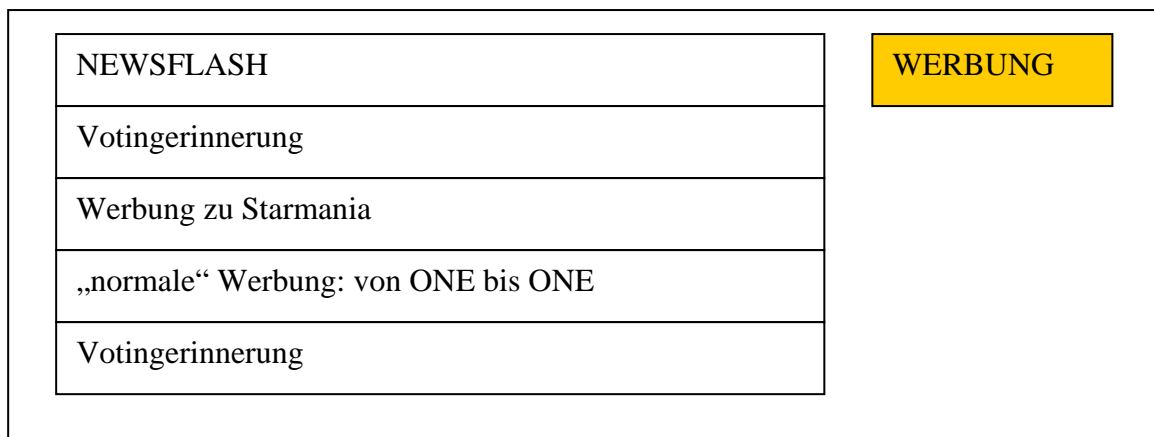 NEWSFLASH
WERBUNG
Votingerinnerung
Werbung zu Starmania
„normale“ Werbung: von ONE bis ONE
Votingerinnerung